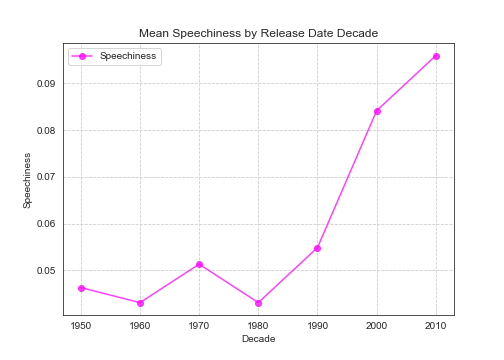 Mean Speechiness by Release Date Decade
Speechiness
0.09
0.08
0.07
0.06
0.05
Speechiness
1950 1960 1970 1980 1990 2000 2010
Decade